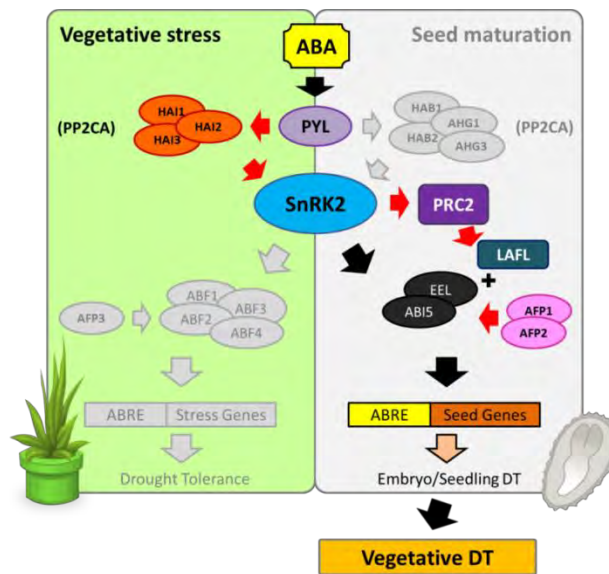 Vegetative stress
Seed maturation
ABA
(PP2CA)
HAI1
HAI2
HAI3
PYL
HAB1
AHG1
HAB2
AHG3
(PP2CA)
SnRK2
PRC2
LAFL
+
EEL
ABI5
AFP1
AFP2
AFP3
ABF1
ABF3
ABF2
ABF4
ABRE Stress Genes
ABRE Seed Genes
Drought Tolerance
Embryo/Seedling DT
Vegetative DT